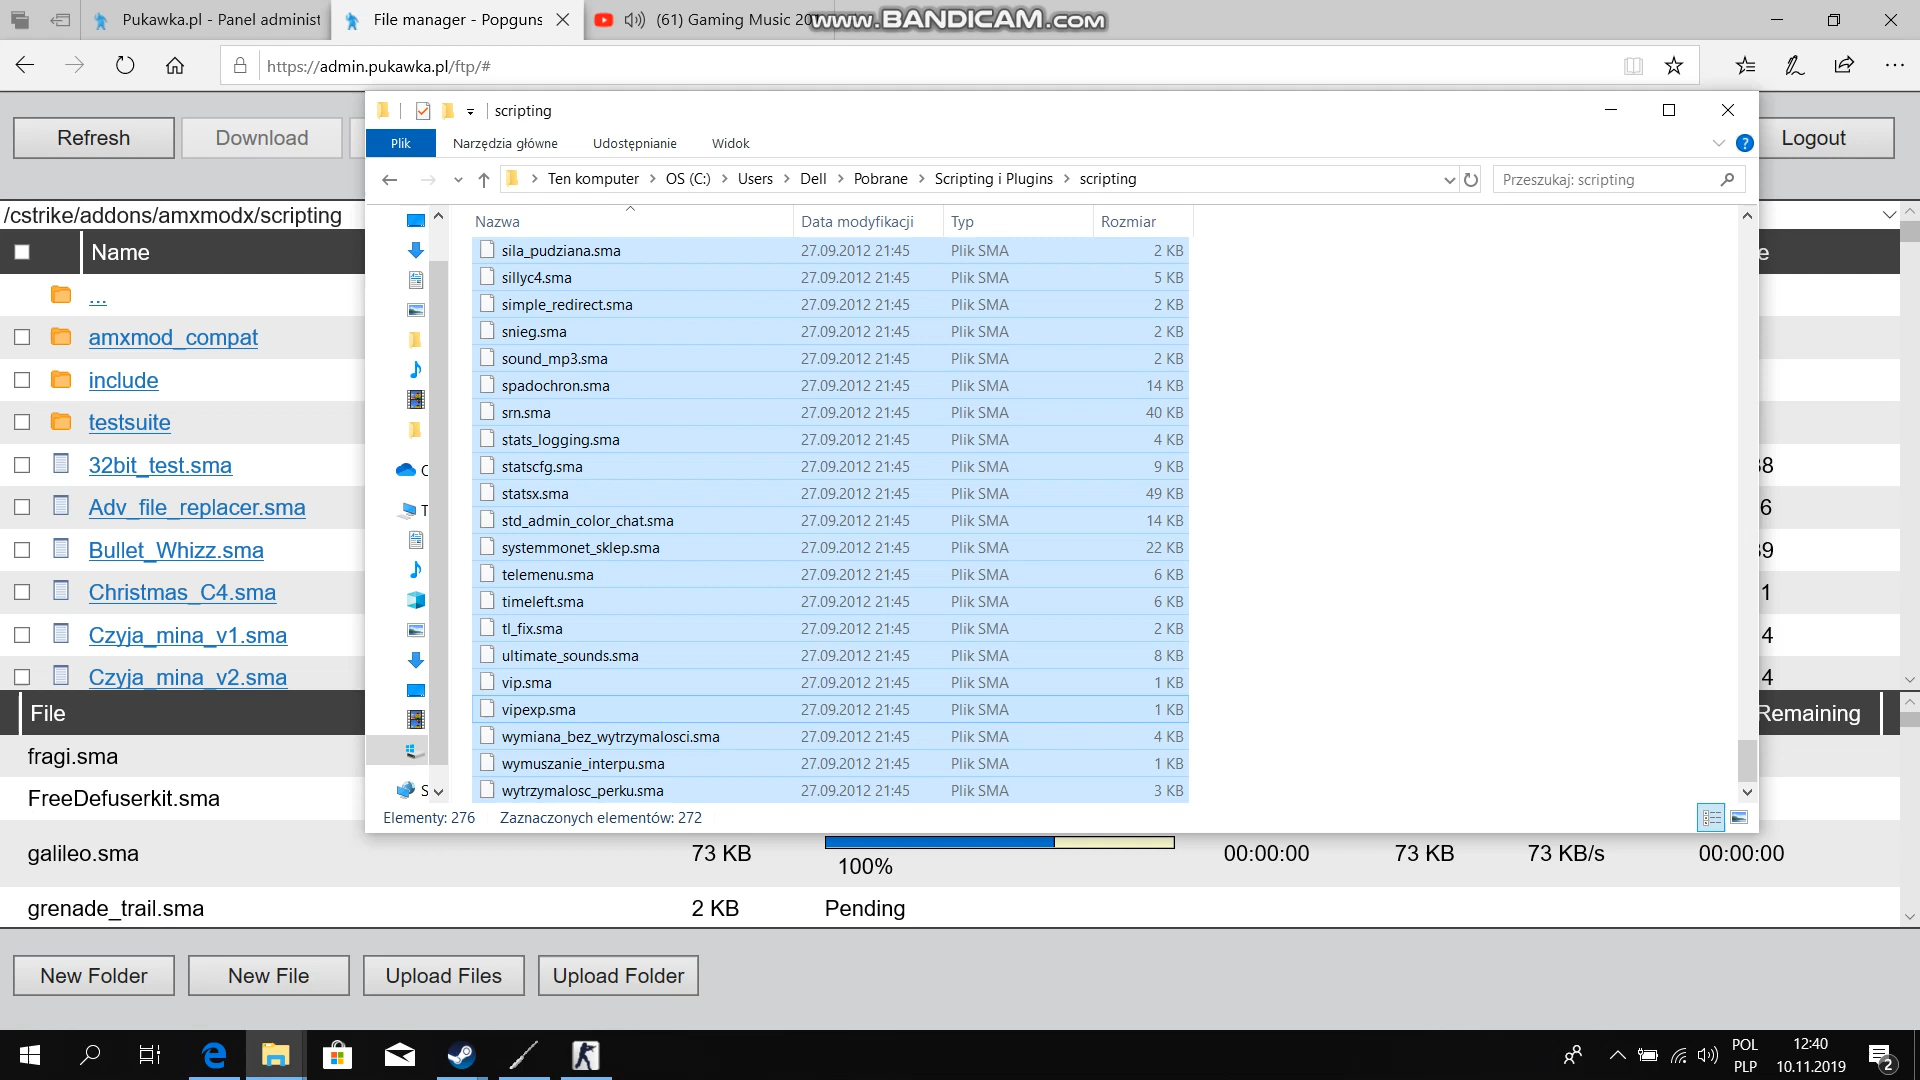 Pukawka.pl - Panel administ
File manager - Popguns
(61) Gaming Music 20
www.BANDICAM.com
https://admin.pukawka.pl/ftp/#
Refresh
Download
Logout
scripting
Plik
Narzędzia główne
Udostępnianie
Widok
Ten komputer
OS (C:)
Users
Dell
Pobrane
Scripting i Plugins
scripting
Przeszukaj: scripting
/cstrike/addons/amxmodx/scripting
Name
...
amxmod_compat
include
testsuite
32bit_test.sma
Adv_file_replacer.sma
Bullet_Whizz.sma
Christmas_C4.sma
Czyja_mina_v1.sma
Czyja_mina_v2.sma
Nazwa Data modyfikacji Typ Rozmiar
sila_pudziana.sma 27.09.2012 21:45 Plik SMA 2 KB
sillyc4.sma 27.09.2012 21:45 Plik SMA 5 KB
simple_redirect.sma 27.09.2012 21:45 Plik SMA 2 KB
snieg.sma 27.09.2012 21:45 Plik SMA 2 KB
sound_mp3.sma 27.09.2012 21:45 Plik SMA 2 KB
spadochron.sma 27.09.2012 21:45 Plik SMA 14 KB
srn.sma 27.09.2012 21:45 Plik SMA 40 KB
stats_logging.sma 27.09.2012 21:45 Plik SMA 4 KB
statscfg.sma 27.09.2012 21:45 Plik SMA 9 KB
statsx.sma 27.09.2012 21:45 Plik SMA 49 KB
std_admin_color_chat.sma 27.09.2012 21:45 Plik SMA 14 KB
systemmonet_sklep.sma 27.09.2012 21:45 Plik SMA 22 KB
telemenu.sma 27.09.2012 21:45 Plik SMA 6 KB
timeleft.sma 27.09.2012 21:45 Plik SMA 6 KB
tl_fix.sma 27.09.2012 21:45 Plik SMA 2 KB
ultimate_sounds.sma 27.09.2012 21:45 Plik SMA 8 KB
vip.sma 27.09.2012 21:45 Plik SMA 1 KB
vipexp.sma 27.09.2012 21:45 Plik SMA 1 KB
wymiana_bez_wytrzymalosci.sma 27.09.2012 21:45 Plik SMA 4 KB
wymuszanie_interpu.sma 27.09.2012 21:45 Plik SMA 1 KB
wytrzymalosc_perku.sma 27.09.2012 21:45 Plik SMA 3 KB
Elementy: 276 Zaznaczonych elementów: 272
File
Remaining
fragi.sma
FreeDefuserkit.sma
galileo.sma 73 KB 100% 00:00:00 73 KB 73 KB/s 00:00:00
grenade_trail.sma 2 KB Pending
New Folder
New File
Upload Files
Upload Folder
POL
PLP
12:40
10.11.2019
2